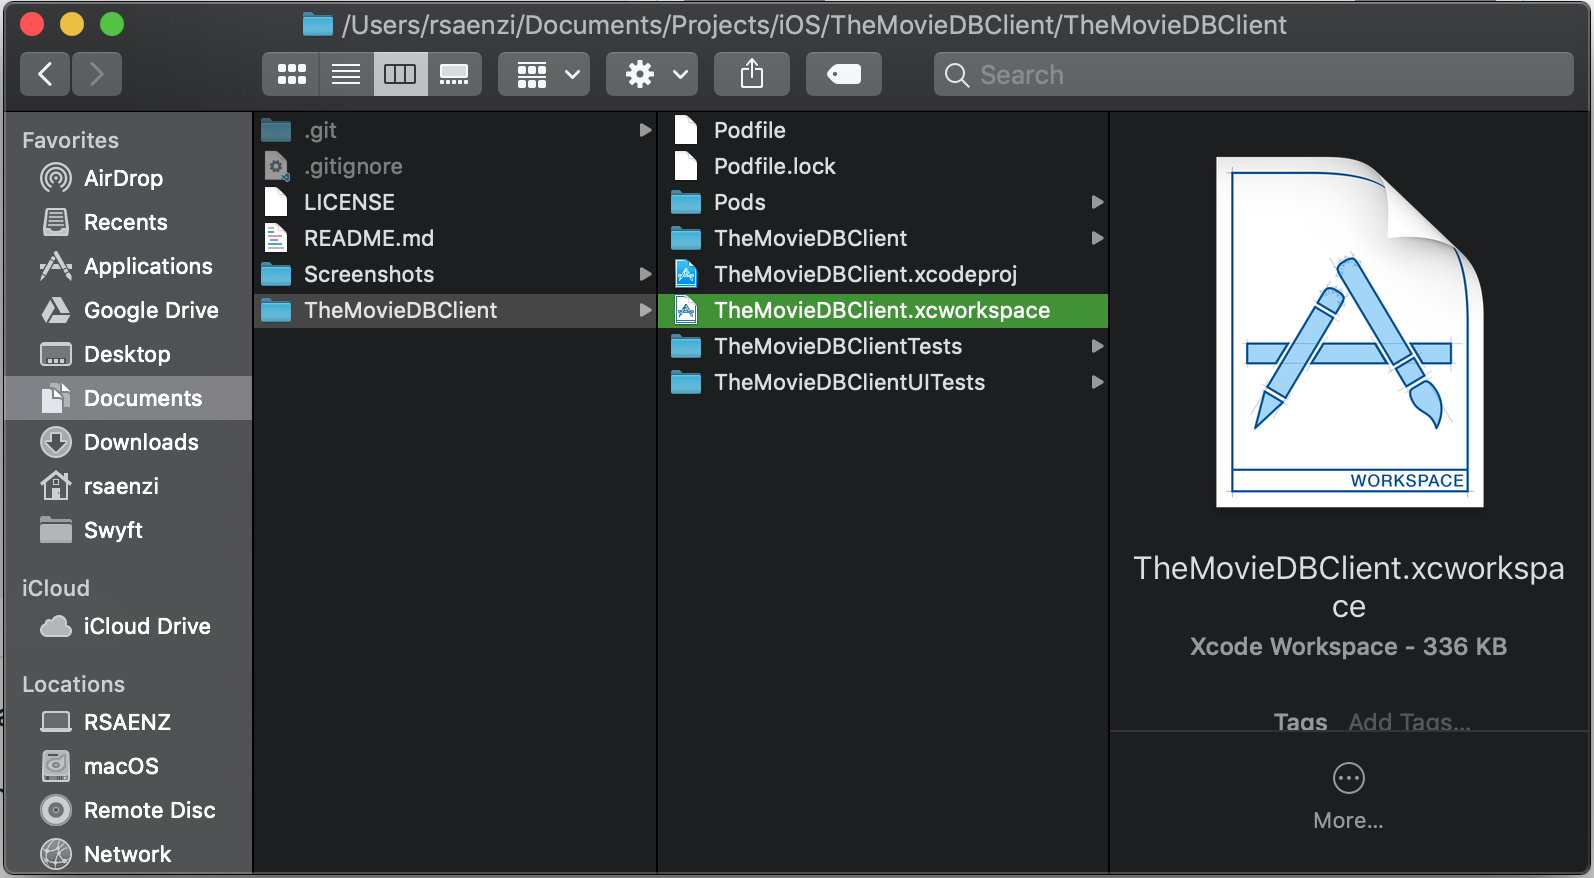 /Users/rsaenzi/Documents/Projects/iOS/TheMovieDBClient/TheMovieDBClient
Search
Favorites
AirDrop
Recents
Applications
Google Drive
Desktop
Documents
Downloads
rsaenzi
Swyft
iCloud
iCloud Drive
Locations
RSAENZ
macOS
Remote Disc
Network
.git
.gitignore
LICENSE
README.md
Screenshots
TheMovieDBClient
Podfile
Podfile.lock
Pods
TheMovieDBClient
TheMovieDBClient.xcodeproj
TheMovieDBClient.xcworkspace
TheMovieDBClientTests
TheMovieDBClientUITests
WORKSPACE
TheMovieDBClient.xcworkspa
ce
Xcode Workspace - 336 KB
Tags Add Tags...
More...